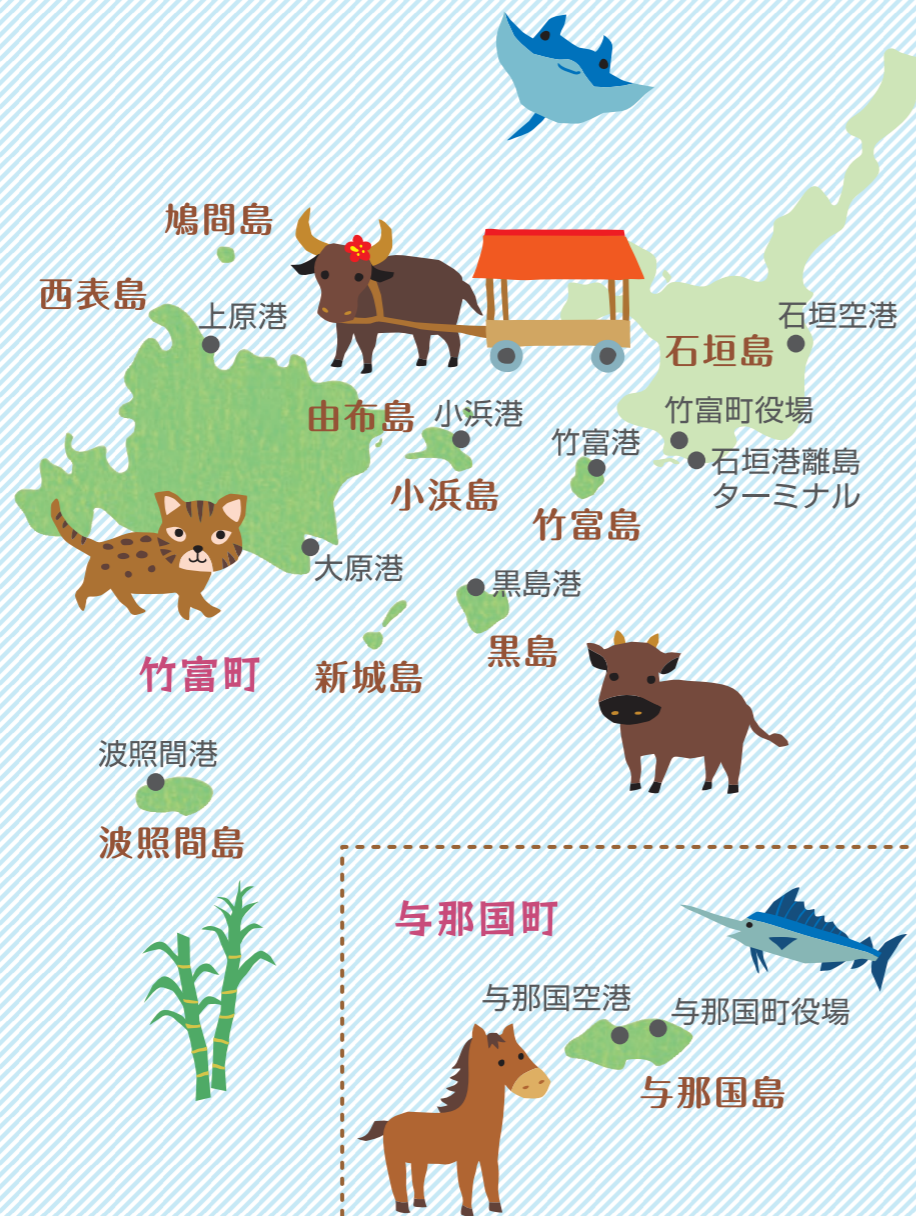 鳩間島
西表島
上原港
石垣空港
石垣島
由布島
小浜港
竹富町役場
竹富港
石垣港離島
ターミナル
小浜島
竹富島
大原港
黒島港
黒島
竹富町
新城島
波照間港
波照間島
与那国町
与那国空港
与那国町役場
与那国島